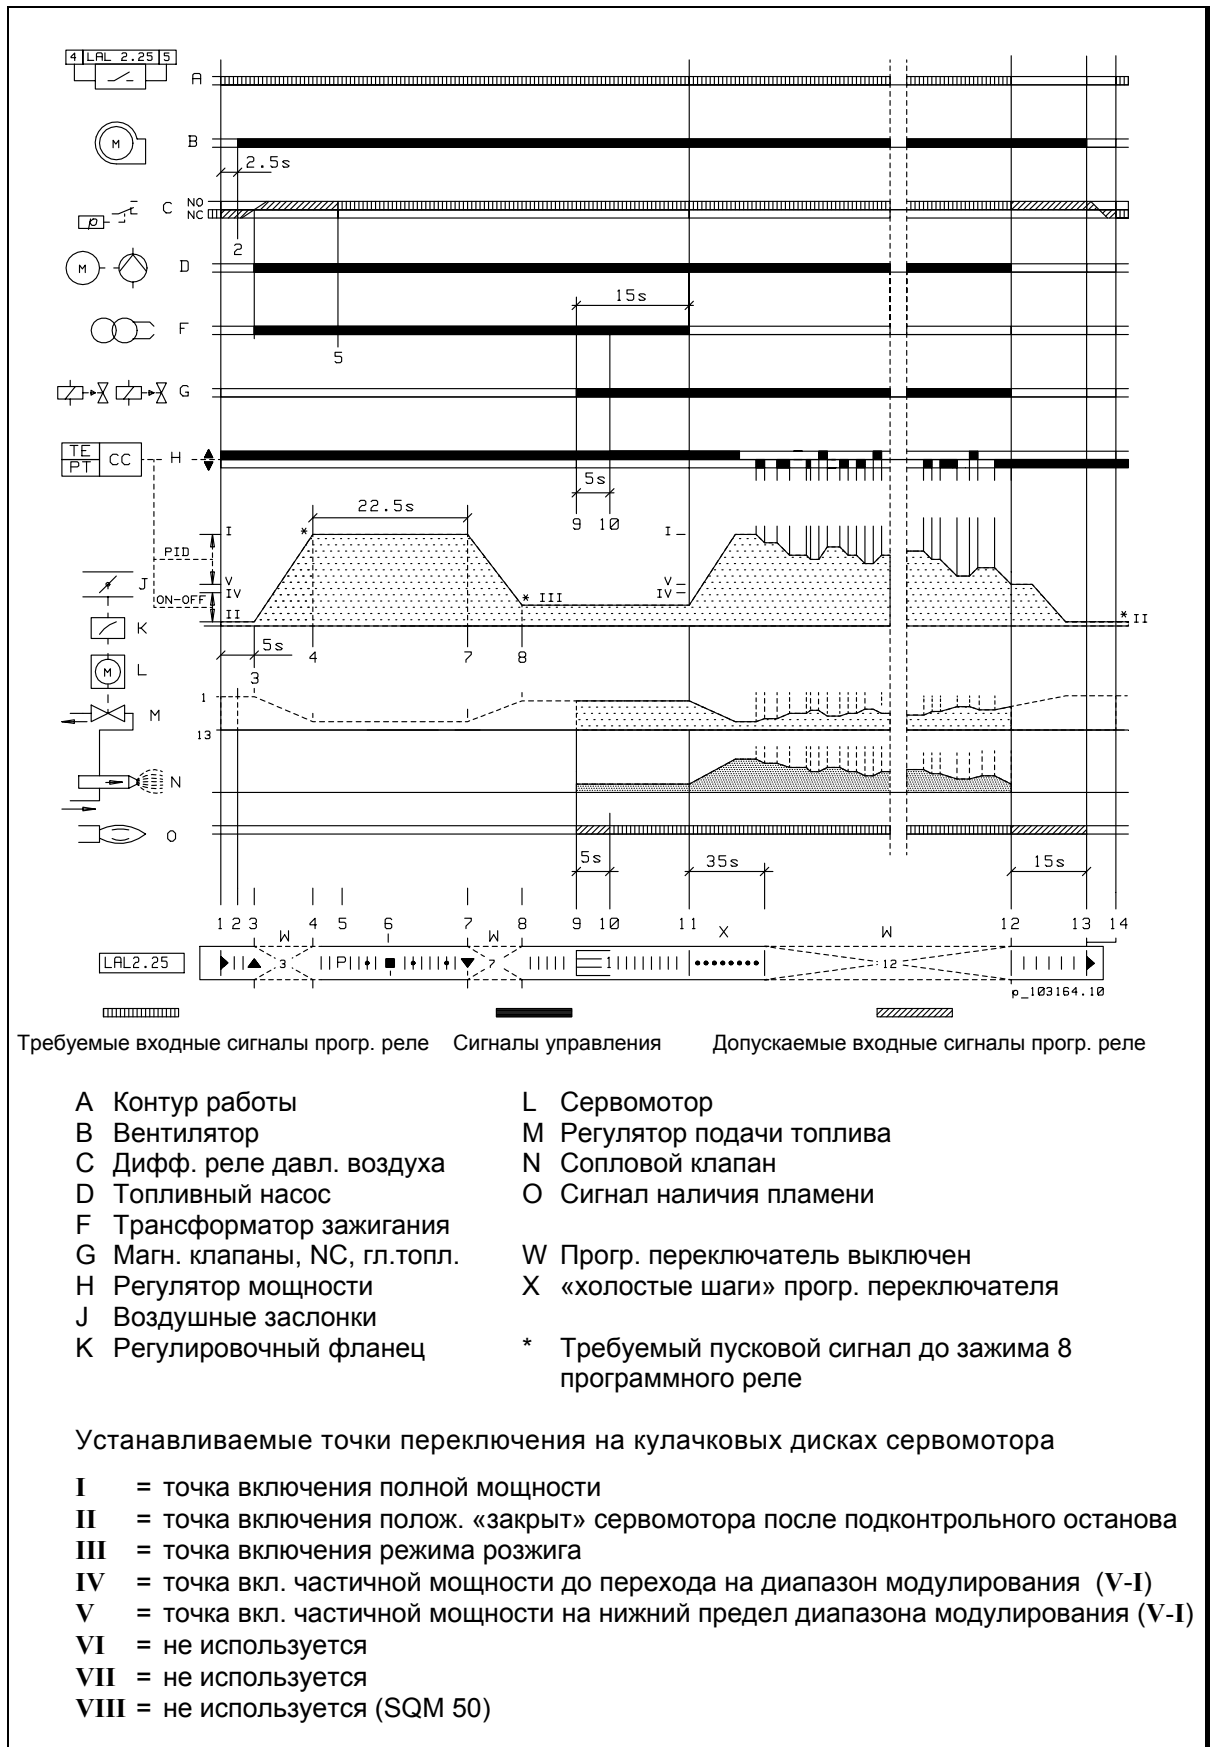 4 LAL 2.25 5
A
M
B
2.5s
C NO
NC
p
2
M
D
15s
F
5
G
TE
PT CC H
5s
22.5s
9 10
* I
I
PID
V
IV
J
V
IV
ON-OFF
* III
II
* II
K
5s
4 7 8
3
M L
1
M
13
N
O
5s 35s 15s
1 2 3 4 5 6 7 8 9 10 11 12 13 14
W W X W
LAL2.25 3 P 7 1 12
p_103164.10
Требуемые входные сигналы прогр. реле Сигналы управления Допускаемые входные сигналы прогр. реле
A Контур работы
B Вентилятор
C Дифф. реле давл. воздуха
D Топливный насос
F Трансформатор зажигания
G Магн. клапаны, NC, гл.топл.
H Регулятор мощности
J Воздушные заслонки
K Регулировочный фланец
L Сервомотор
M Регулятор подачи топлива
N Сопловой клапан
O Сигнал наличия пламени
W Прогр. переключатель выключен
X «холостые шаги» прогр. переключателя
* Требуемый пусковой сигнал до зажима 8
программного реле
Устанавливаемые точки переключения на кулачковых дисках сервомотора
I = точка включения полной мощности
II = точка включения полож. «закрыт» сервомотора после подконтрольного останова
III = точка включения режима розжига
IV = точка вкл. частичной мощности до перехода на диапазон модулирования (V-I)
V = точка вкл. частичной мощности на нижний предел диапазона модулирования (V-I)
VI = не используется
VII = не используется
VIII = не используется (SQM 50)